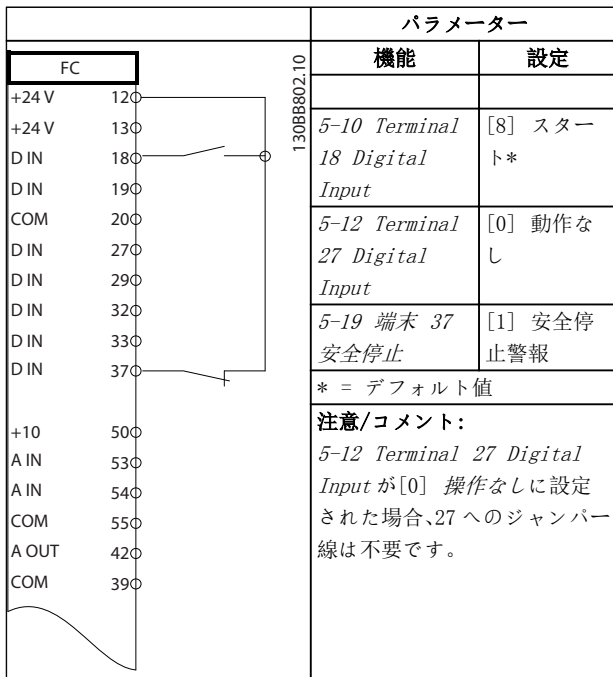 FC
+24 V 12
+24 V 13
D IN 18
D IN 19
COM 20
D IN 27
D IN 29
D IN 32
D IN 33
D IN 37
+10 50
A IN 53
A IN 54
COM 55
A OUT 42
COM 39
130BB802.10
パラメーター
機能 設定
5-10 Terminal [8] スター
18 Digital ト*
Input
5-12 Terminal [0] 動作な
27 Digital し
Input
5-19 端末 37 [1] 安全停
安全停止 止警報
* = デフォルト値
注意/コメント:
5-12 Terminal 27 Digital
Input が[0] 操作なしに設定
された場合、27 へのジャンパー
線は不要です。